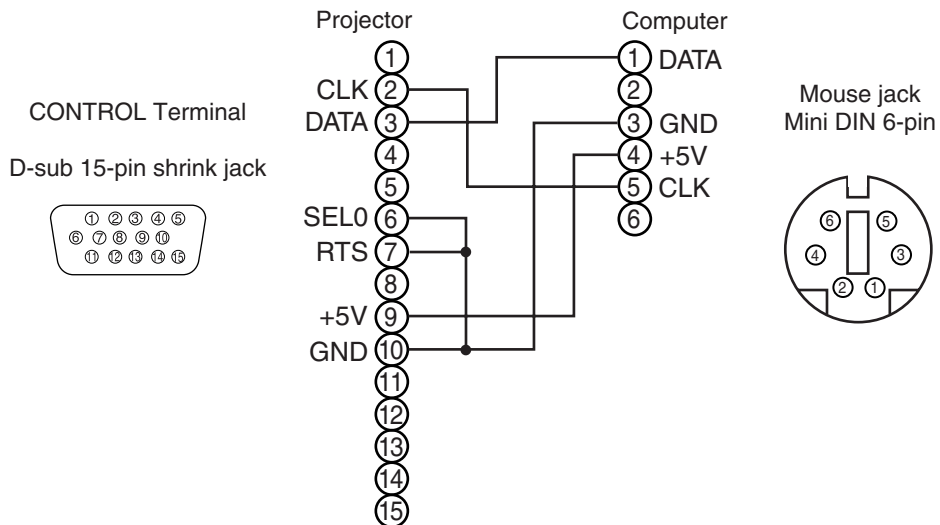 Projector
Computer
CONTROL Terminal
D-sub 15-pin shrink jack
① ② ③ ④ ⑤
⑥ ⑦ ⑧ ⑨ ⑩
⑪ ⑫ ⑬ ⑭ ⑮
①
CLK ②
DATA ③
④
⑤
SEL0 ⑥
RTS ⑦
⑧
+5V ⑨
GND ⑩
⑪
⑫
⑬
⑭
⑮
① DATA
②
③ GND
④ +5V
⑤ CLK
⑥
Mouse jack
Mini DIN 6-pin
⑥ ⑤
④ ③
② ①